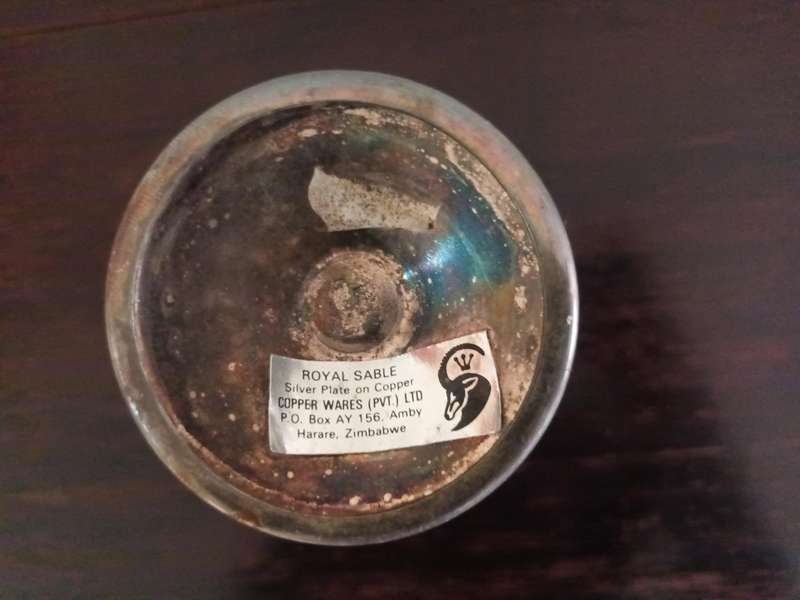 ROYAL SABLE
Silver Plate on Copper
COPPER WARES (PVT.) LTD
P.O. Box AY 156, Amby
Harare, Zimbabwe